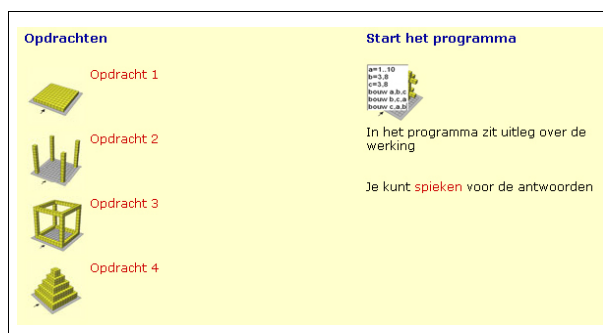 Opdrachten
Opdracht 1
Opdracht 2
Opdracht 3
Opdracht 4
Start het programma
a=1..10
b=3,8
c=3,8
bouw a,b,c
bouw b,c,a
bouw c,a,b
In het programma zit uitleg over de
werking
Je kunt spieken voor de antwoorden